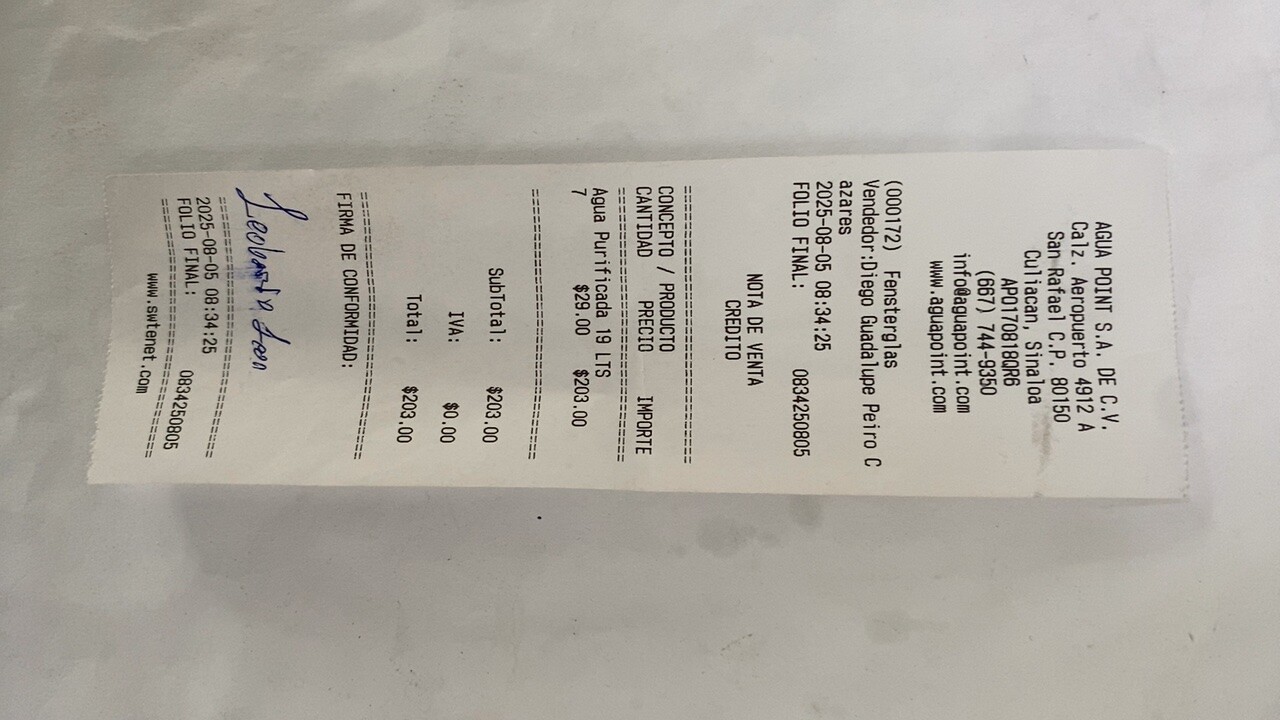 AGUA POINT S.A. DE C.V.
Calz. Aeropuerto 4912 A
San Rafael C.P. 80150
Culiacan, Sinaloa
APO170818QR6
(667) 744-9350
info@aguapoint.com
www.aguapoint.com
(000172) Fensterglas
Vendedor:Diego Guadalupe Peiro C
azares
2025-08-05 08:34:25
FOLIO FINAL: 0834250805
NOTA DE VENTA
CREDITO
================================
CONCEPTO / PRODUCTO
CANTIDAD PRECIO IMPORTE
================================
Agua Purificada 19 LTS
7 $29.00 $203.00
================================
SubTotal: $203.00
IVA: $0.00
Total: $203.00
================================
FIRMA DE CONFORMIDAD:
================================
2025-08-05 08:34:25
FOLIO FINAL: 0834250805
================================
www.swtenet.com